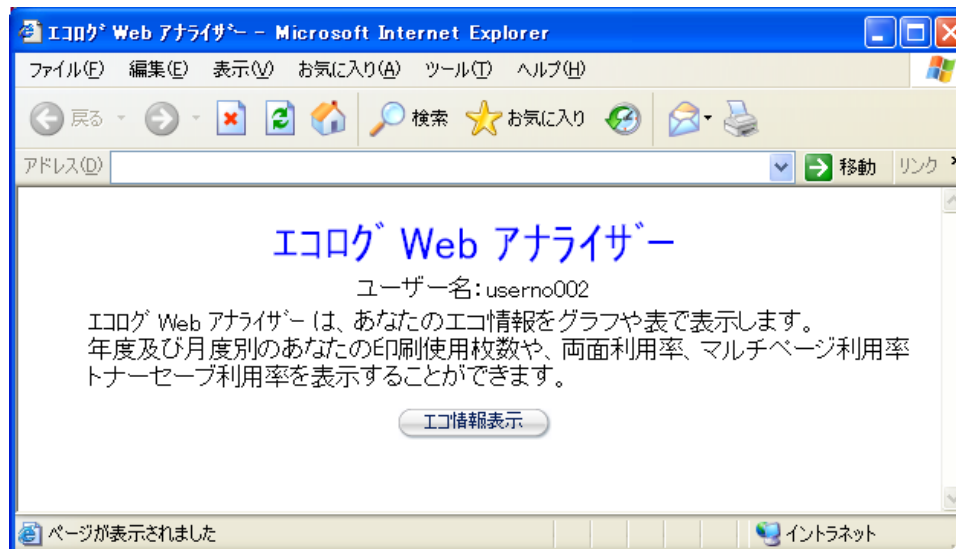 エコログ Web アナライザー - Microsoft Internet Explorer
ファイル(F) 編集(E) 表示(V) お気に入り(A) ツール(T) ヘルプ(H)
戻る 検索 お気に入り
アドレス(D) 移動 リンク »
エコログ Web アナライザー
ユーザー名:userno002
エコログ Web アナライザー は、あなたのエコ情報をグラフや表で表示します。
年度及び月度別のあなたの印刷使用枚数や、両面利用率、マルチページ利用率
トナーセーブ利用率を表示することができます。
エコ情報表示
ページが表示されました イントラネット